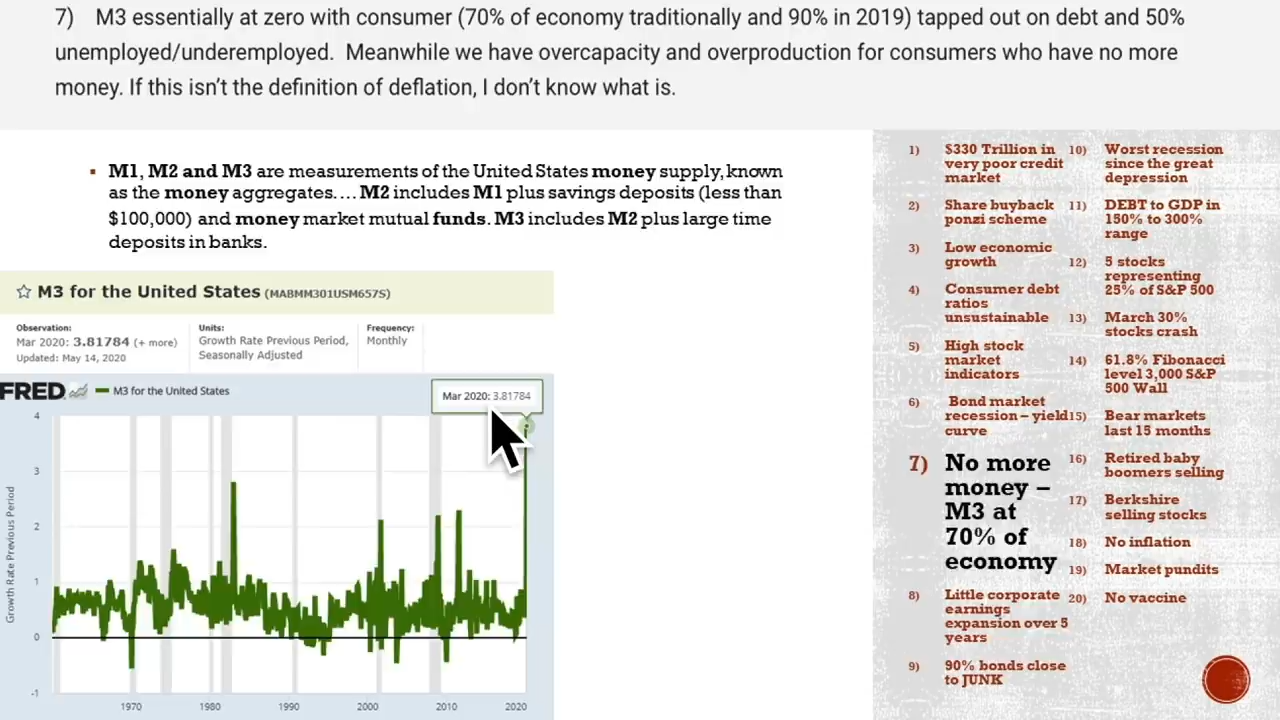 7) M3 essentially at zero with consumer (70% of economy traditionally and 90% in 2019) tapped out on debt and 50%
unemployed/underemployed. Meanwhile we have overcapacity and overproduction for consumers who have no more
money. If this isn't the definition of deflation, I don't know what is.
▪ M1, M2 and M3 are measurements of the United States money supply, known
as the money aggregates.... M2 includes M1 plus savings deposits (less than
$100,000) and money market mutual funds. M3 includes M2 plus large time
deposits in banks.
M3 for the United States (MABMM301USM657S)
Observation:
Mar 2020: 3.81784 (+ more)
Updated: May 14, 2020
Units:
Growth Rate Previous Period,
Seasonally Adjusted
Frequency:
Monthly
FRED
M3 for the United States
Mar 2020: 3.81784
Growth Rate Previous Period
4
3
2
1
0
-1
1970 1980 1990 2000 2010 2020
1) $330 Trillion in
very poor credit
market
2) Share buyback
ponzi scheme
3) Low economic
growth
4) Consumer debt
ratios
unsustainable
5) High stock
market
indicators
6) Bond market
recession – yield
curve
7) No more
money –
M3 at
70% of
economy
8) Little corporate
earnings
expansion over 5
years
9) 90% bonds close
to JUNK
10) Worst recession
since the great
depression
11) DEBT to GDP in
150% to 300%
range
12) 5 stocks
representing
25% of S&P 500
13) March 30%
stocks crash
14) 61.8% Fibonacci
level 3,000 S&P
500 Wall
15) Bear markets
last 15 months
16) Retired baby
boomers selling
17) Berkshire
selling stocks
18) No inflation
19) Market pundits
20) No vaccine